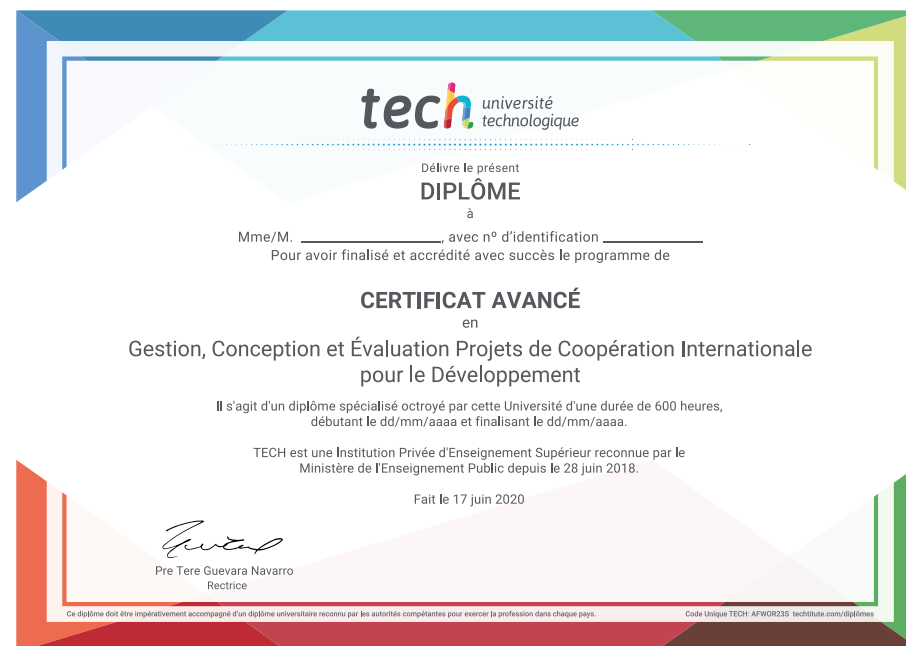 tech université
technologique
Délivre le présent
DIPLÔME
à
Mme/M. ____________________, avec nº d'identification ______________
Pour avoir finalisé et accrédité avec succès le programme de
CERTIFICAT AVANCÉ
en
Gestion, Conception et Évaluation Projets de Coopération Internationale
pour le Développement
Il s'agit d'un diplôme spécialisé octroyé par cette Université d'une durée de 600 heures,
débutant le dd/mm/aaaa et finalisant le dd/mm/aaaa.
TECH est une Institution Privée d'Enseignement Supérieur reconnue par le
Ministère de l'Enseignement Public depuis le 28 juin 2018.
Fait le 17 juin 2020
Pre Tere Guevara Navarro
Rectrice
Ce diplôme doit être impérativement accompagné d'un diplôme universitaire reconnu par les autorités compétantes pour exercer la profession dans chaque pays.
Code Unique TECH: AFWOR23S techtitute.com/diplômes